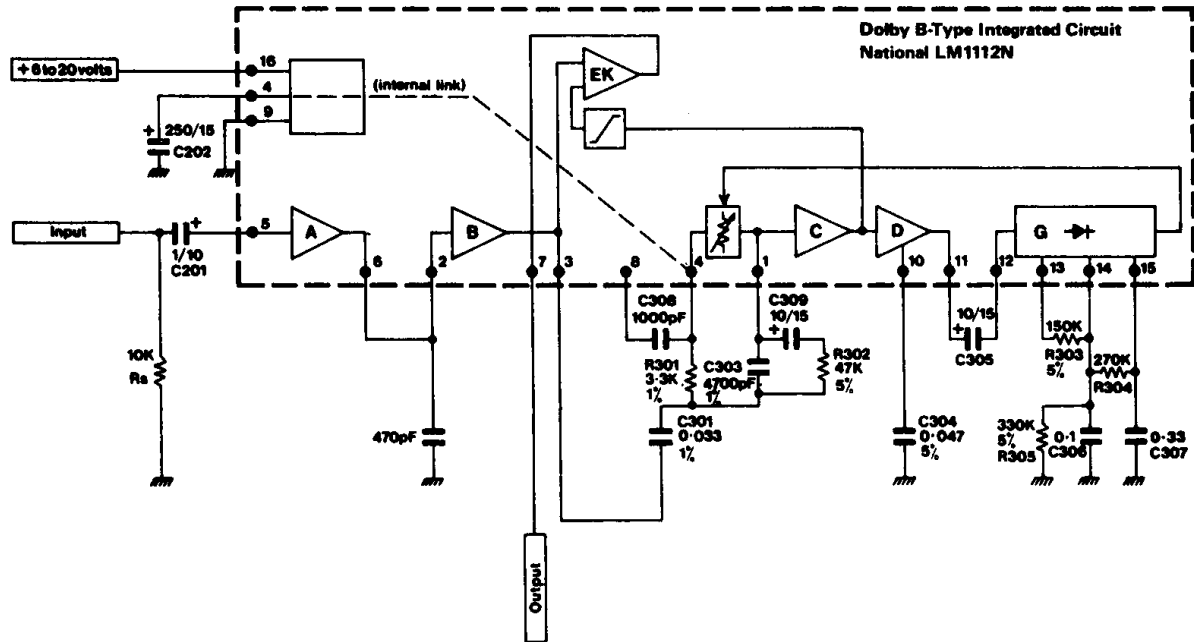 Dolby B-Type Integrated Circuit
National LM1112N
+6 to 20 volts
16
4
9
(internal link)
EK
+
250/15
C202
Input
+
1/10
C201
5
A
6
B
2
7
3
8
4
1
C
D
10
11
12
G
13
14
15
10K
Rs
470pF
C308
1000pF
R301
3·3K
1%
C301
0·033
1%
C303
4700pF
1%
C309
10/15
+
R302
47K
5%
C304
0·047
5%
10/15
+
C305
150K
R303
5%
270K
R304
330K
5%
R305
0·1
C306
0·33
C307
Output